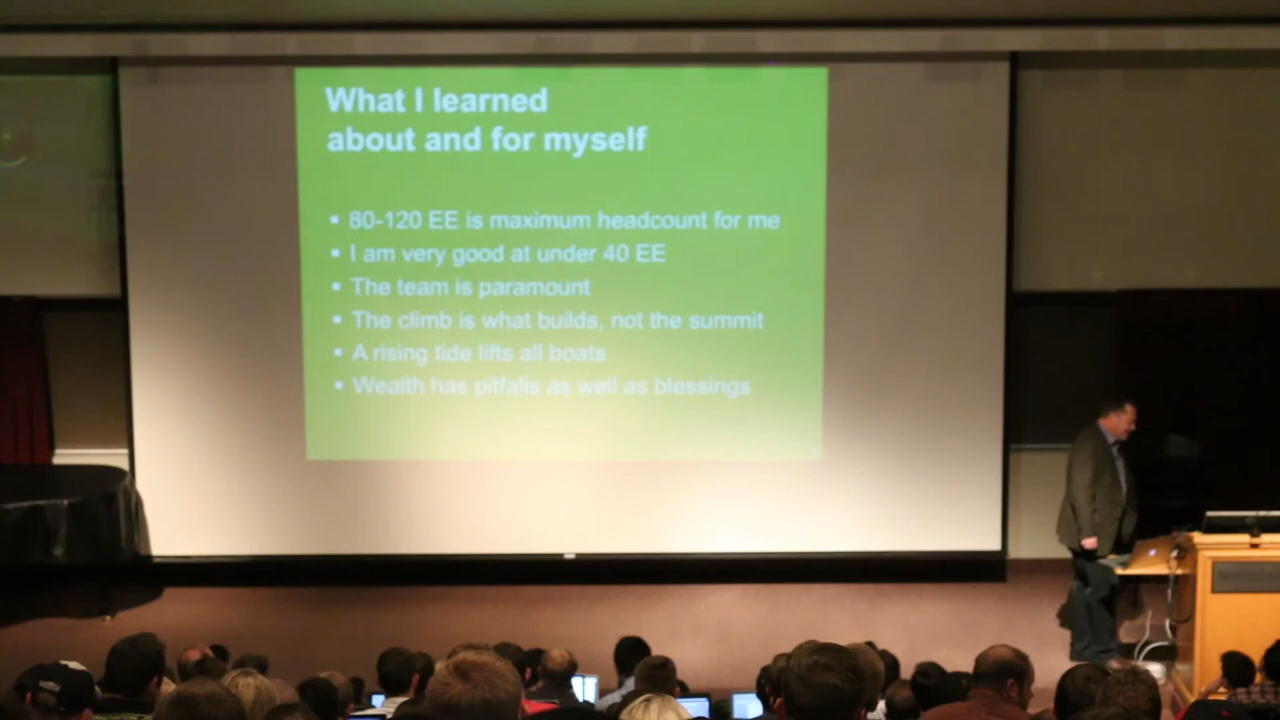 What I learned
about and for myself
▪ 80-120 EE is maximum headcount for me
▪ I am very good at under 40 EE
▪ The team is paramount
▪ The climb is what builds, not the summit
▪ A rising tide lifts all boats
▪ Wealth has pitfalls as well as blessings